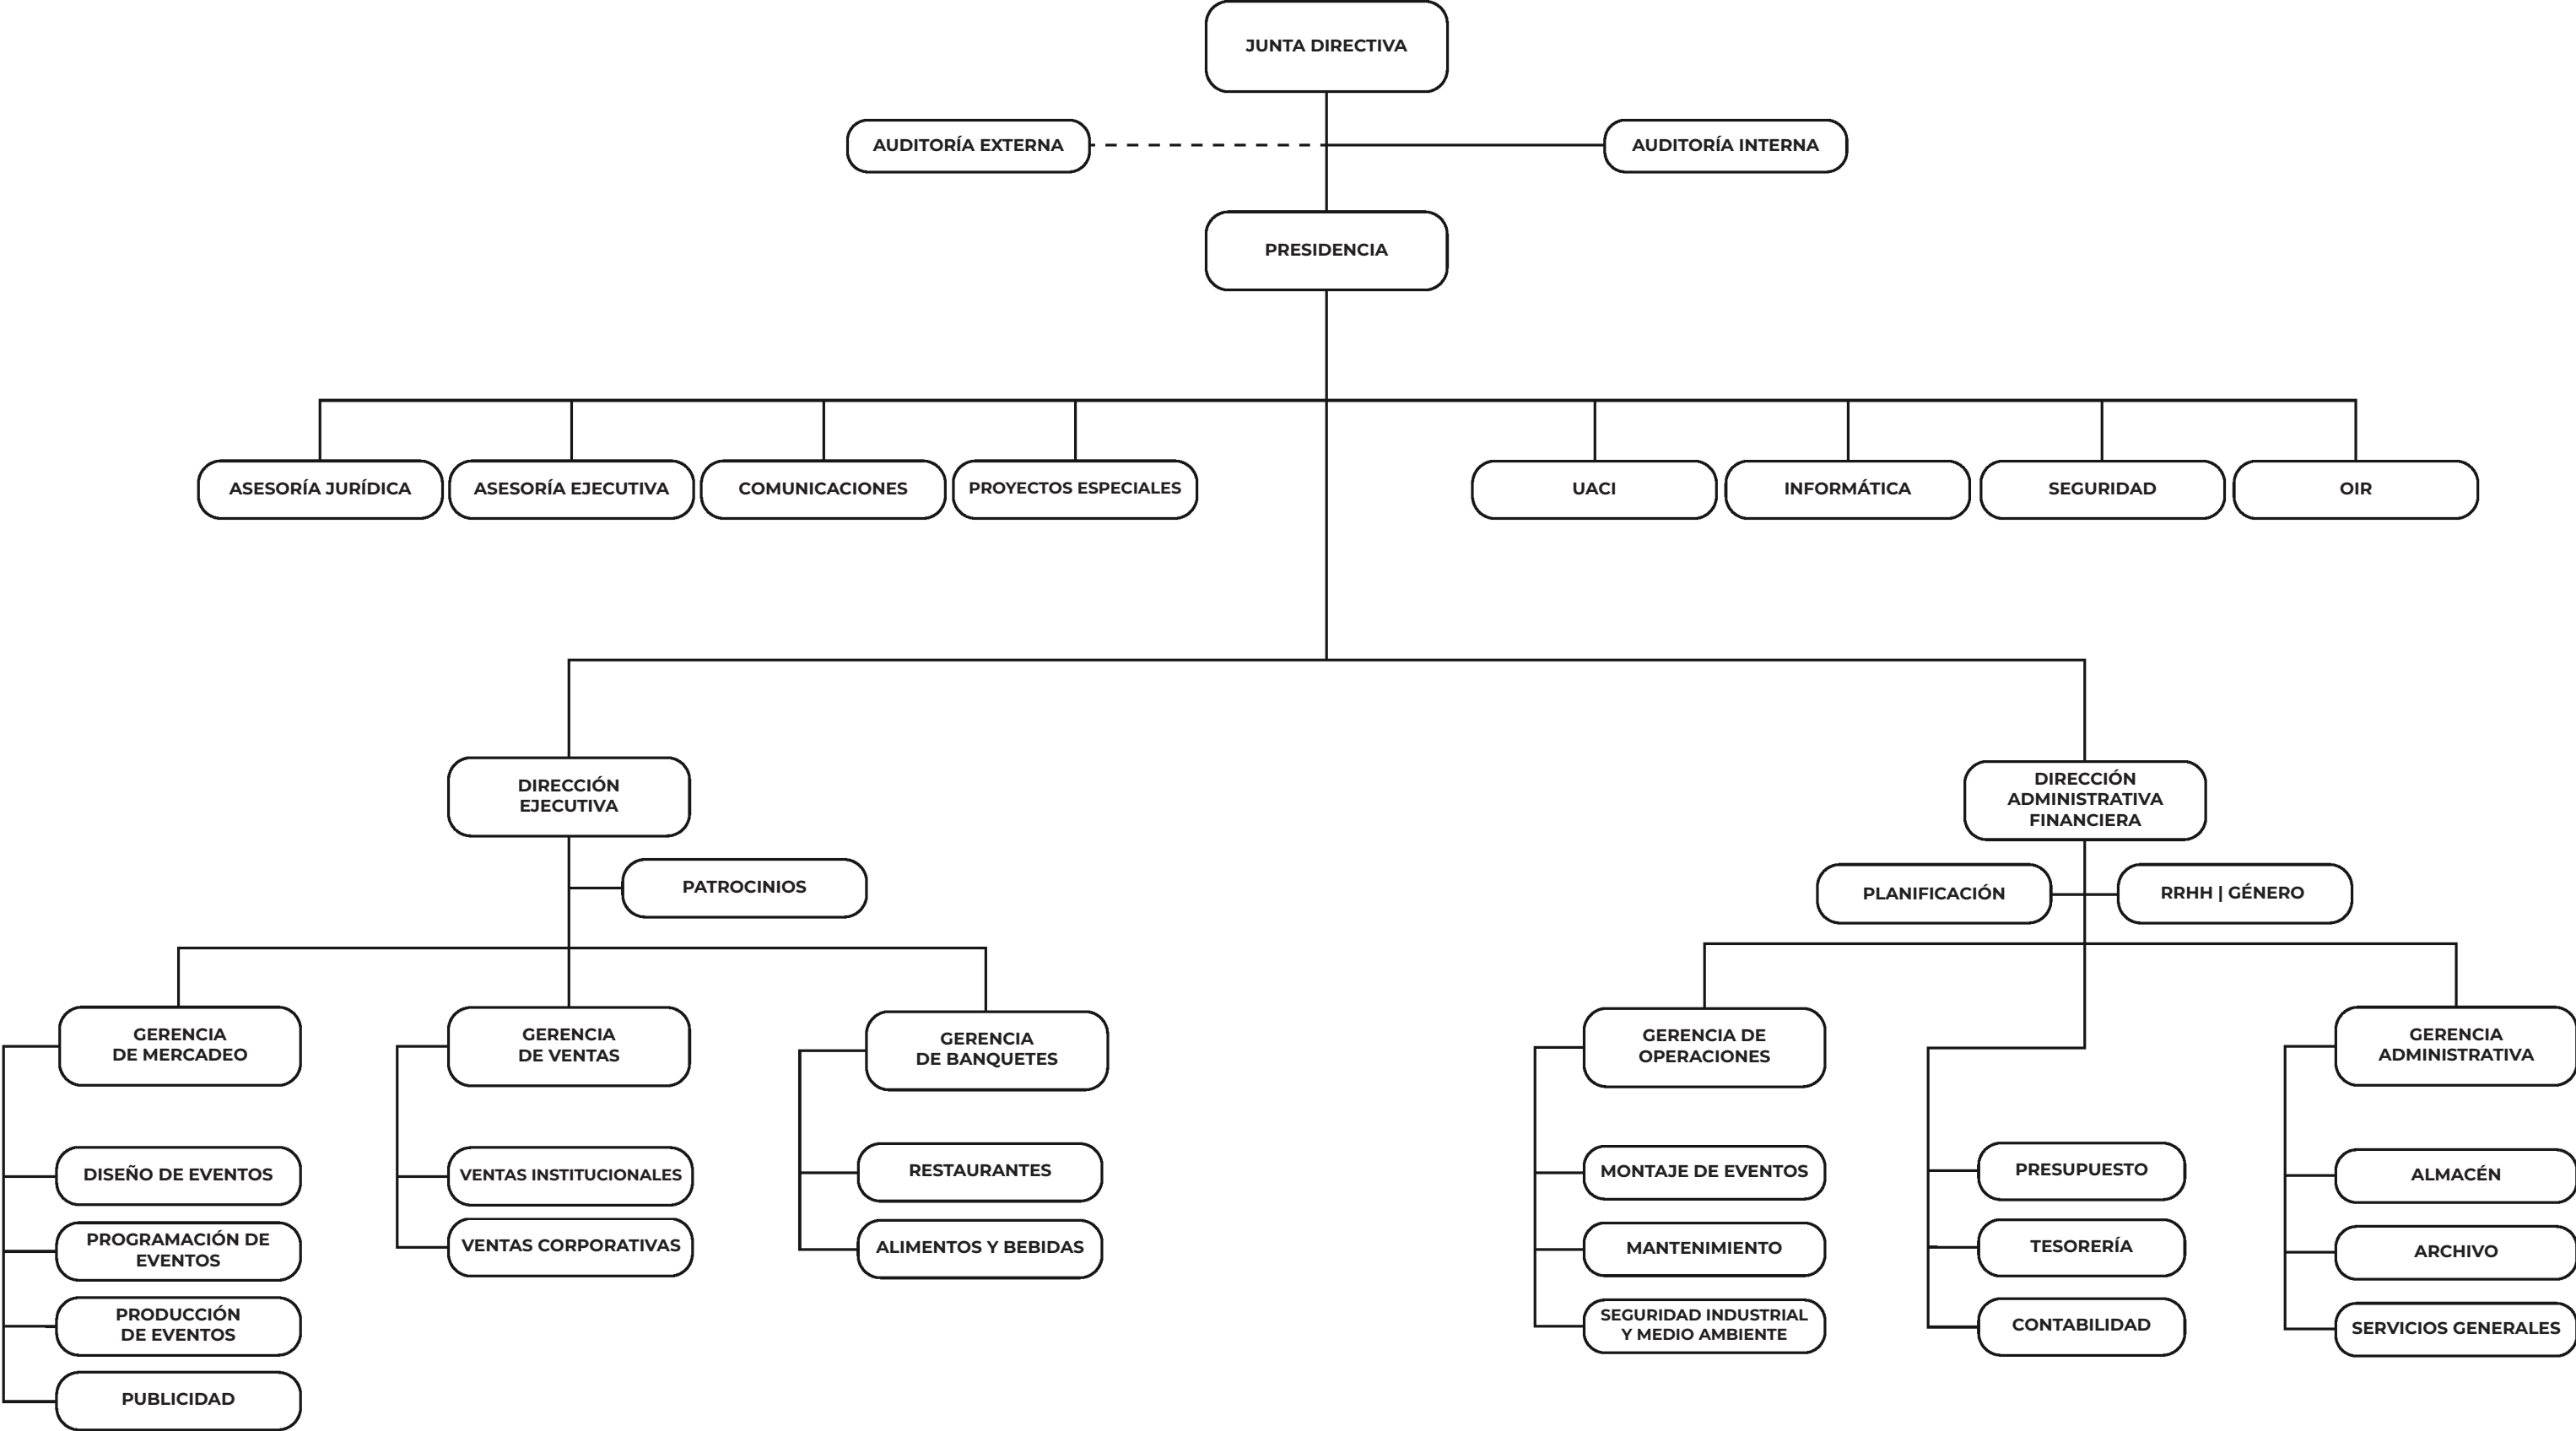 JUNTA DIRECTIVA
AUDITORÍA EXTERNA
AUDITORÍA INTERNA
PRESIDENCIA
ASESORÍA JURÍDICA
ASESORÍA EJECUTIVA
COMUNICACIONES
PROYECTOS ESPECIALES
UACI
INFORMÁTICA
SEGURIDAD
OIR
DIRECCIÓN
EJECUTIVA
DIRECCIÓN
ADMINISTRATIVA
FINANCIERA
PATROCINIOS
PLANIFICACIÓN
RRHH | GÉNERO
GERENCIA
DE MERCADEO
GERENCIA
DE VENTAS
GERENCIA
DE BANQUETES
GERENCIA DE
OPERACIONES
GERENCIA
ADMINISTRATIVA
DISEÑO DE EVENTOS
PROGRAMACIÓN DE
EVENTOS
PRODUCCIÓN
DE EVENTOS
PUBLICIDAD
VENTAS INSTITUCIONALES
VENTAS CORPORATIVAS
RESTAURANTES
ALIMENTOS Y BEBIDAS
MONTAJE DE EVENTOS
MANTENIMIENTO
SEGURIDAD INDUSTRIAL
Y MEDIO AMBIENTE
PRESUPUESTO
TESORERÍA
CONTABILIDAD
ALMACÉN
ARCHIVO
SERVICIOS GENERALES